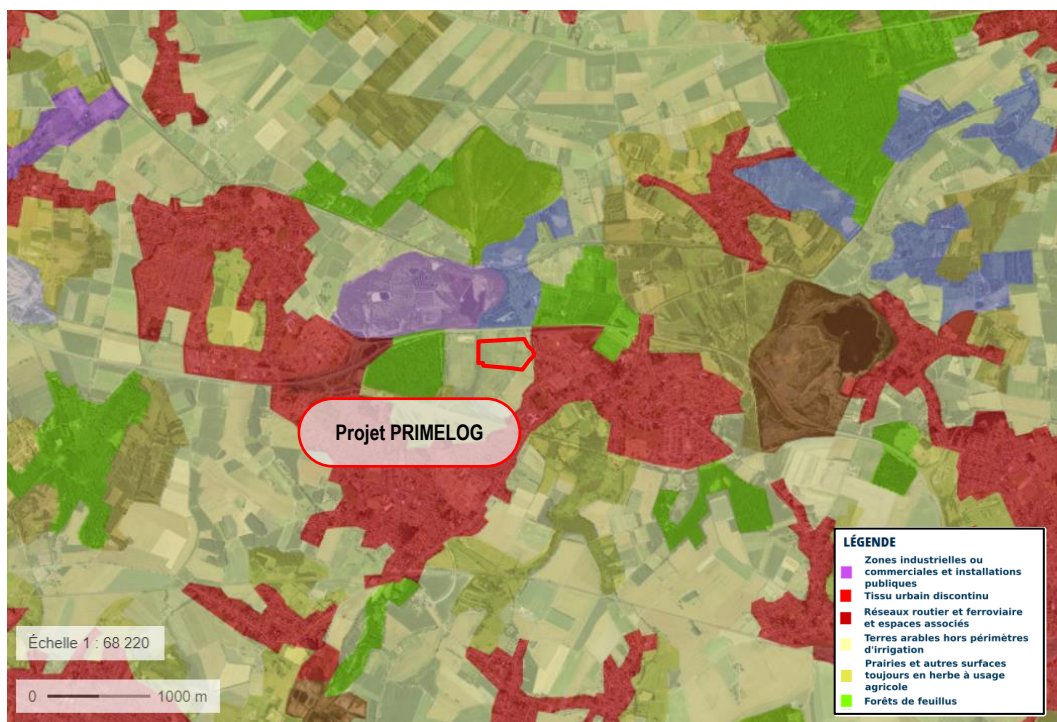 Projet PRIMELOG
LÉGENDE
Zones industrielles ou
commerciales et installations
publiques
Tissu urbain discontinu
Réseaux routier et ferroviaire
et espaces associés
Terres arables hors périmètres
d'irrigation
Prairies et autres surfaces
toujours en herbe à usage
agricole
Forêts de feuillus
Échelle 1 : 68 220
0 1000 m